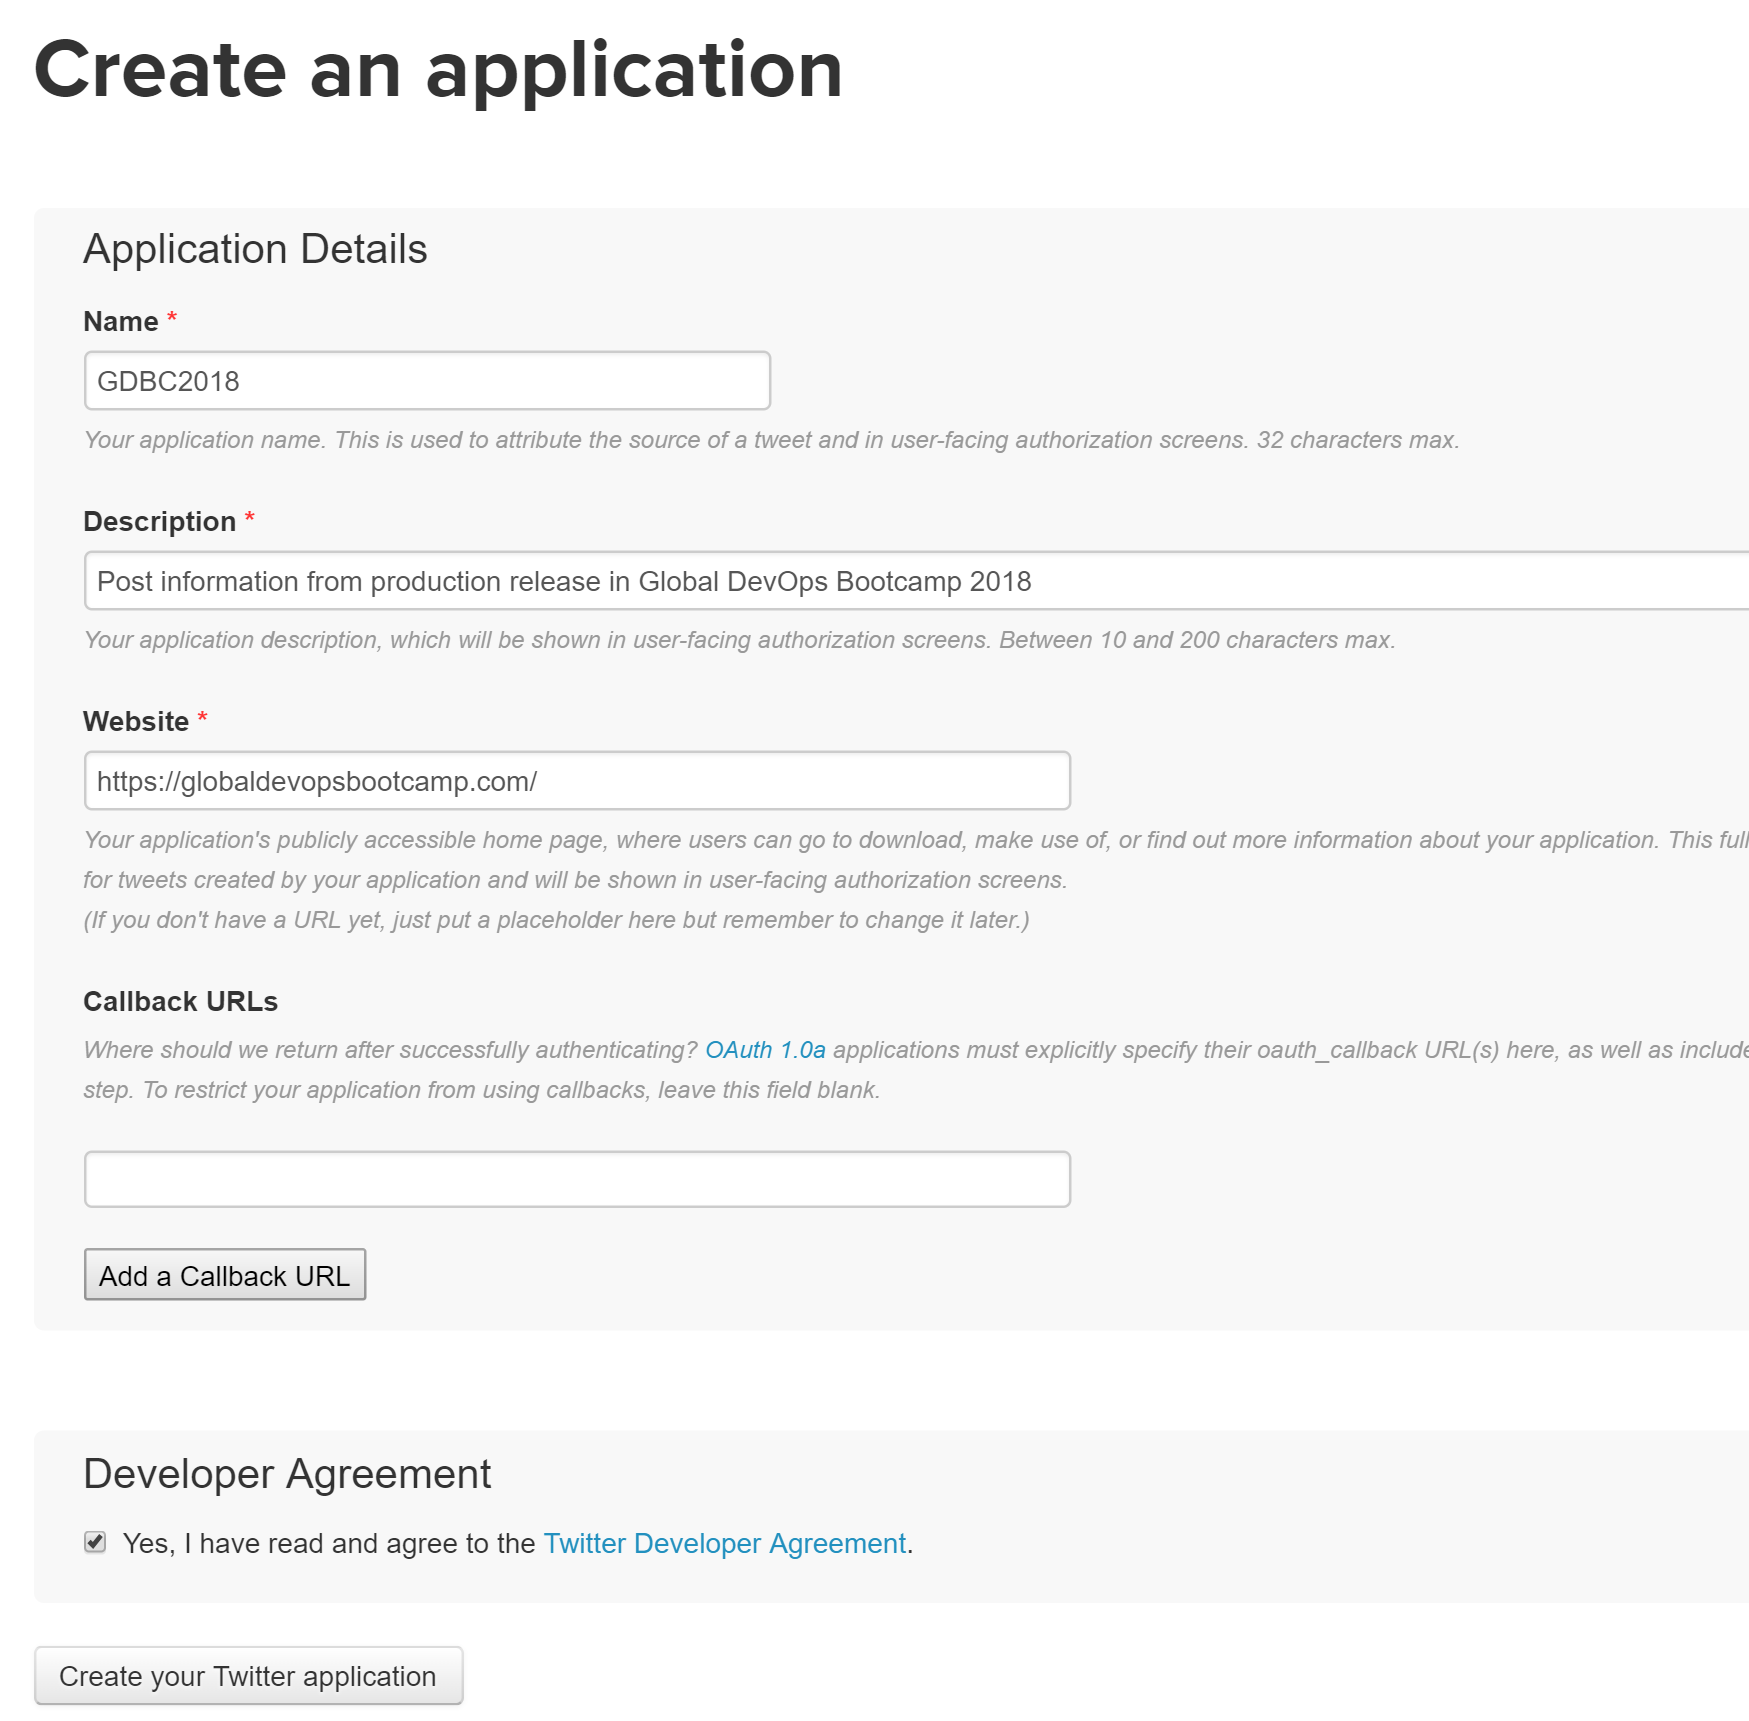 Create an application
Application Details
Name *
GDBC2018
Your application name. This is used to attribute the source of a tweet and in user-facing authorization screens. 32 characters max.
Description *
Post information from production release in Global DevOps Bootcamp 2018
Your application description, which will be shown in user-facing authorization screens. Between 10 and 200 characters max.
Website *
https://globaldevopsbootcamp.com/
Your application's publicly accessible home page, where users can go to download, make use of, or find out more information about your application. This full
for tweets created by your application and will be shown in user-facing authorization screens.
(If you don't have a URL yet, just put a placeholder here but remember to change it later.)
Callback URLs
Where should we return after successfully authenticating? OAuth 1.0a applications must explicitly specify their oauth_callback URL(s) here, as well as include
step. To restrict your application from using callbacks, leave this field blank.
Add a Callback URL
Developer Agreement
Yes, I have read and agree to the Twitter Developer Agreement.
Create your Twitter application